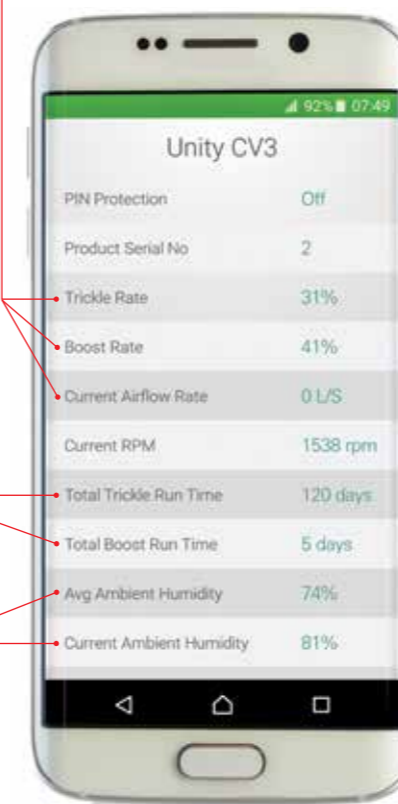 92% 07:49
Unity CV3
PIN Protection Off
Product Serial No 2
Trickle Rate 31%
Boost Rate 41%
Current Airflow Rate 0 L/S
Current RPM 1538 rpm
Total Trickle Run Time 120 days
Total Boost Run Time 5 days
Avg Ambient Humidity 74%
Current Ambient Humidity 81%